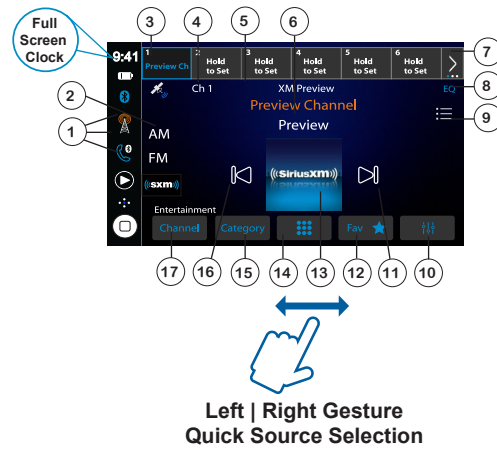 Full
Screen
Clock
3
4
5
6
7
8
9
2
1
9:41
1
Preview Ch
2
Hold
to Set
3
Hold
to Set
4
Hold
to Set
5
Hold
to Set
6
Hold
to Set
Ch 1
XM Preview
EQ
Preview Channel
Preview
AM
FM
((sxm))
((SiriusXM))
Entertainment
Channel
Category
Fav
17
16
15
14
13
12
11
10
Left | Right Gesture
Quick Source Selection